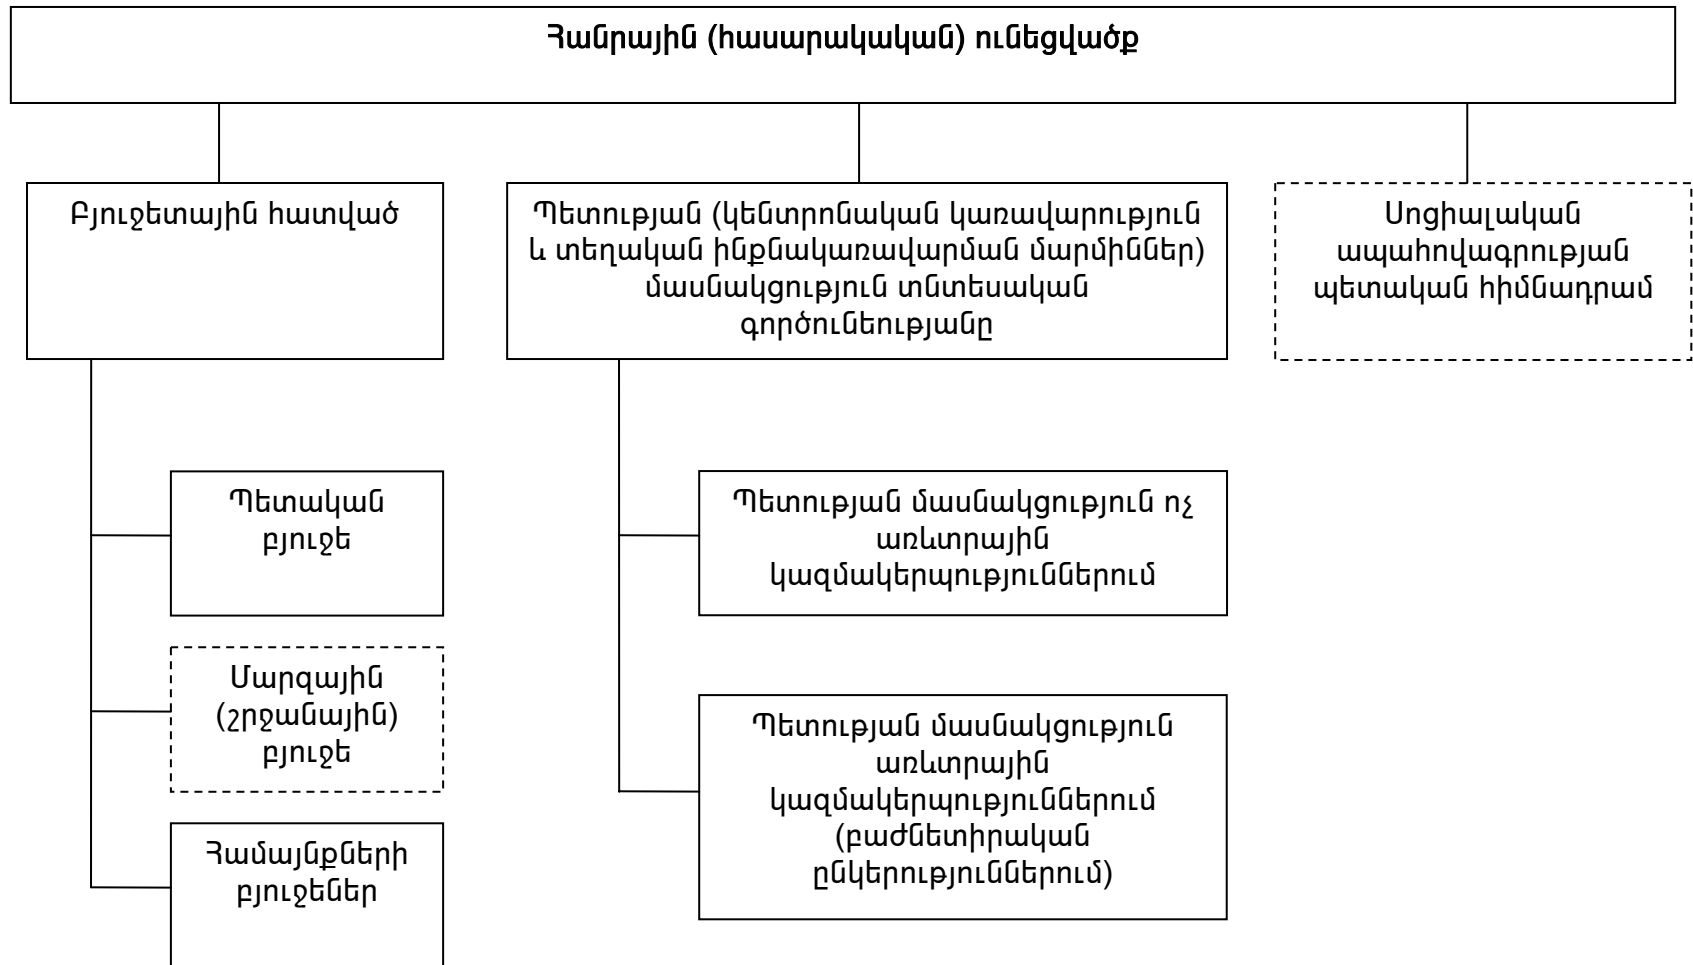 Հանրային (հասարակական) ունեցվածք
Բյուջետային հատված
Պետության (կենտրոնական կառավարություն
և տեղական ինքնակառավարման մարմիններ)
մասնակցություն տնտեսական
գործունեությանը
Սոցիալական
ապահովագրության
պետական հիմնադրամ
Պետական
բյուջե
Մարզային
(շրջանային)
բյուջե
Համայնքների
բյուջեներ
Պետության մասնակցություն ոչ
առևտրային
կազմակերպություններում
Պետության մասնակցություն
առևտրային
կազմակերպություններում
(բաժնետիրական
ընկերություններում)